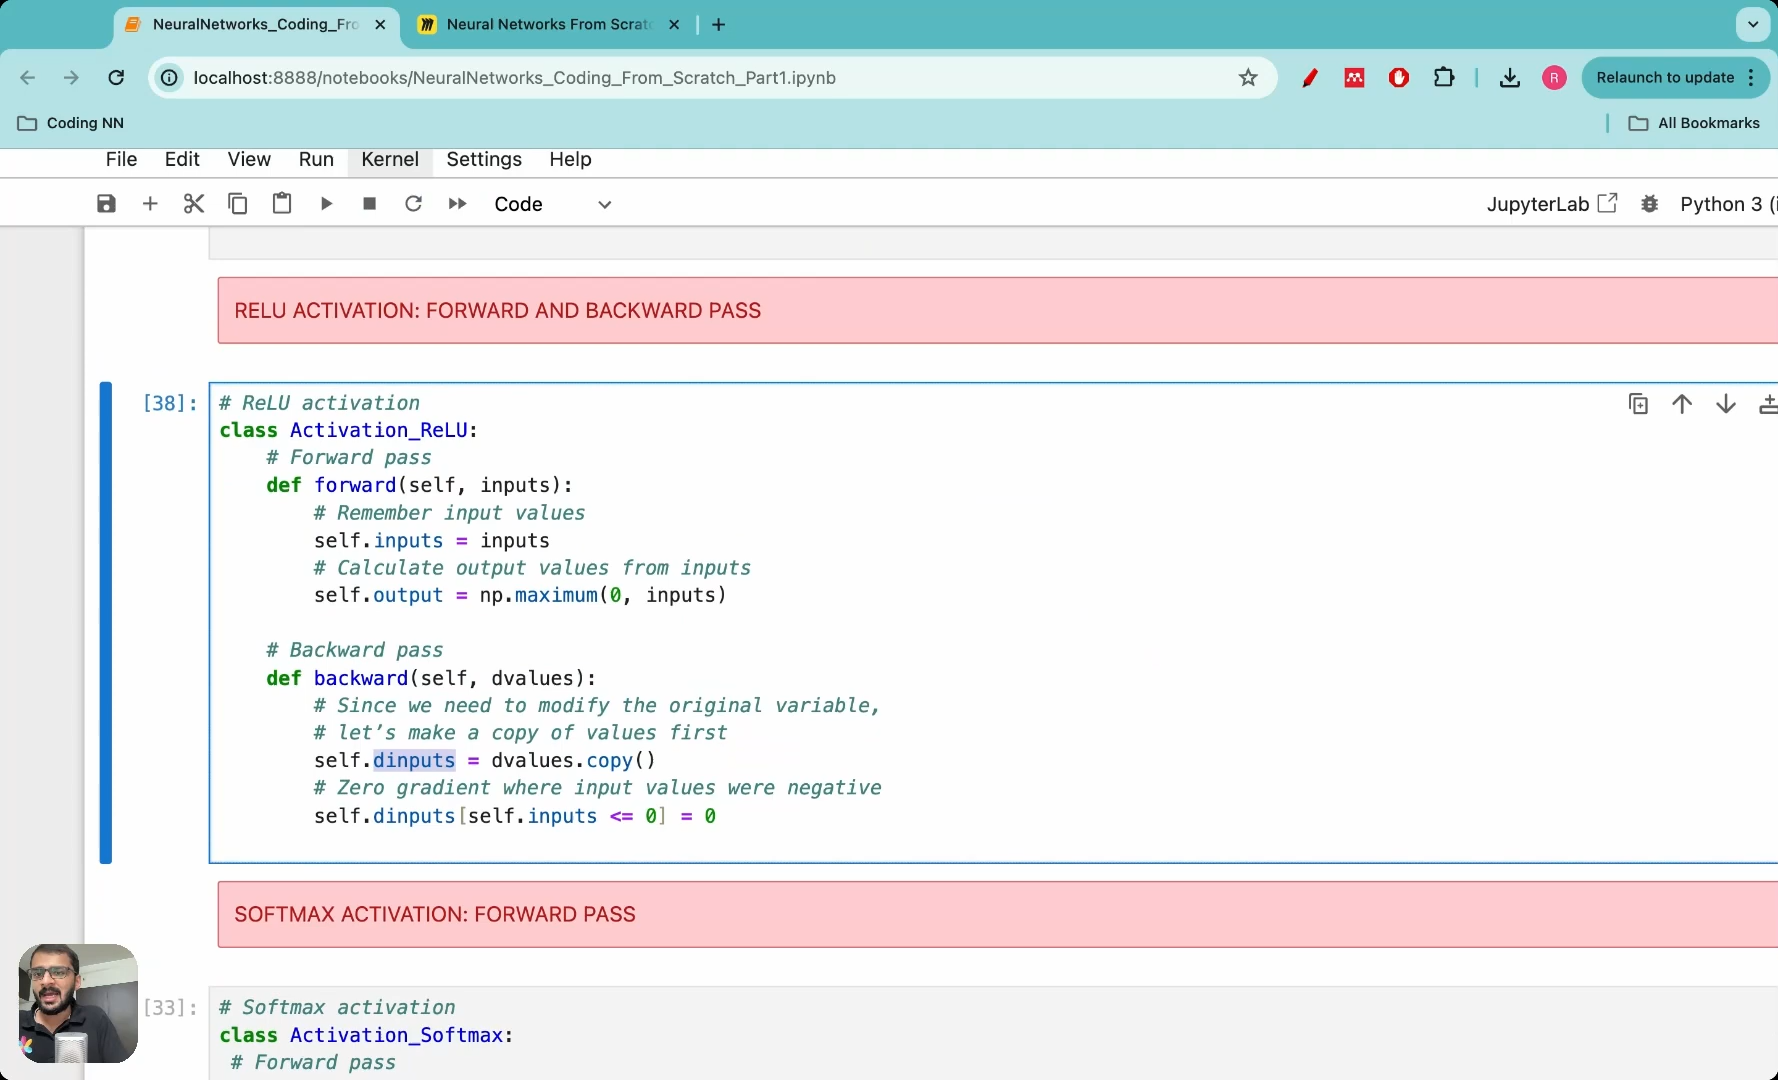 NeuralNetworks_Coding_Fro
Neural Networks From Scrat
localhost:8888/notebooks/NeuralNetworks_Coding_From_Scratch_Part1.ipynb
R
Relaunch to update
Coding NN
All Bookmarks
File Edit View Run Kernel Settings Help
Code
JupyterLab
Python 3 (i
RELU ACTIVATION: FORWARD AND BACKWARD PASS
[38]:
# ReLU activation
class Activation_ReLU:
    # Forward pass
    def forward(self, inputs):
        # Remember input values
        self.inputs = inputs
        # Calculate output values from inputs
        self.output = np.maximum(0, inputs)
    # Backward pass
    def backward(self, dvalues):
        # Since we need to modify the original variable,
        # let’s make a copy of values first
        self.dinputs = dvalues.copy()
        # Zero gradient where input values were negative
        self.dinputs[self.inputs <= 0] = 0
SOFTMAX ACTIVATION: FORWARD PASS
[33]:
# Softmax activation
class Activation_Softmax:
 # Forward pass